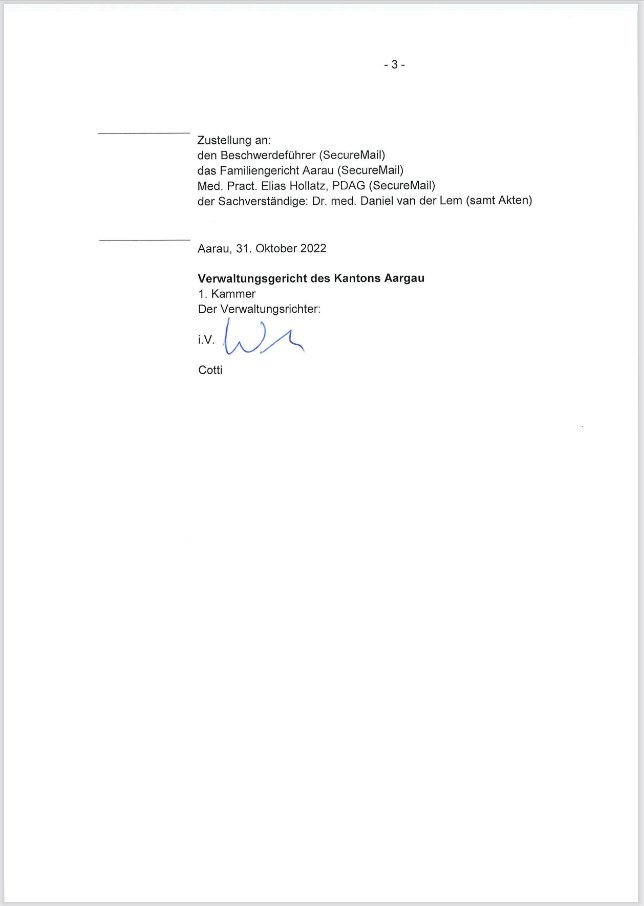 - 3 -
Zustellung an:
den Beschwerdeführer (SecureMail)
das Familiengericht Aarau (SecureMail)
Med. Pract. Elias Hollatz, PDAG (SecureMail)
der Sachverständige: Dr. med. Daniel van der Lem (samt Akten)
Aarau, 31. Oktober 2022
Verwaltungsgericht des Kantons Aargau
1. Kammer
Der Verwaltungsrichter:
i.V.
Cotti